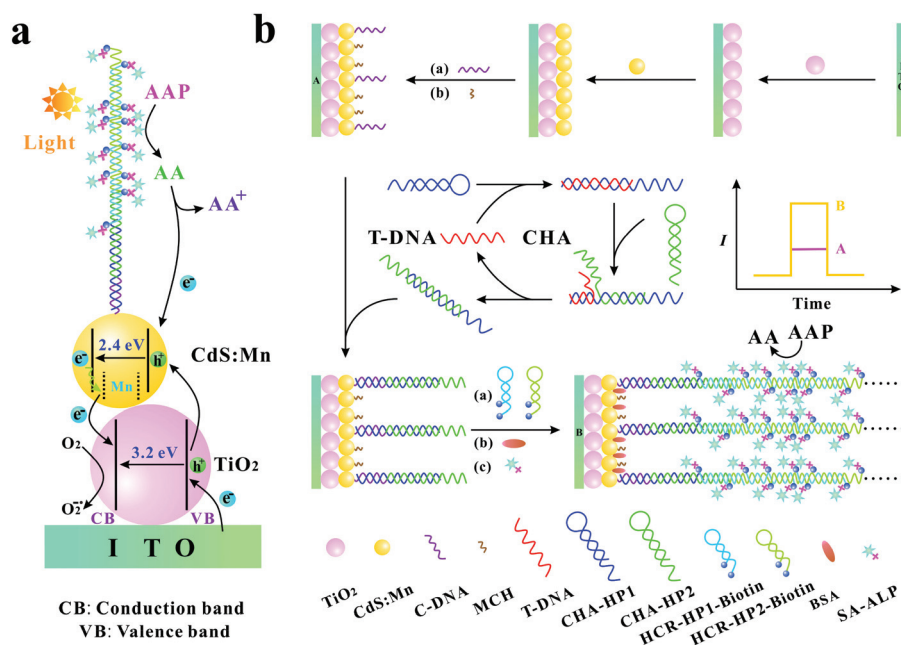 a
AAP
Light
AA
AA+
e-
2.4 eV
e-
h+
CdS:Mn
Mn
e-
O2
3.2 eV
h+
TiO2
e-
O2-•
CB
VB
I T O
CB: Conduction band
VB: Valence band
b
A
(a)
(b)
T-DNA
CHA
I
B
A
Time
AA
AAP
(a)
(b)
(c)
B
TiO2
CdS:Mn
C-DNA
MCH
T-DNA
CHA-HP1
CHA-HP2
HCR-HP1-Biotin
HCR-HP2-Biotin
BSA
SA-ALP